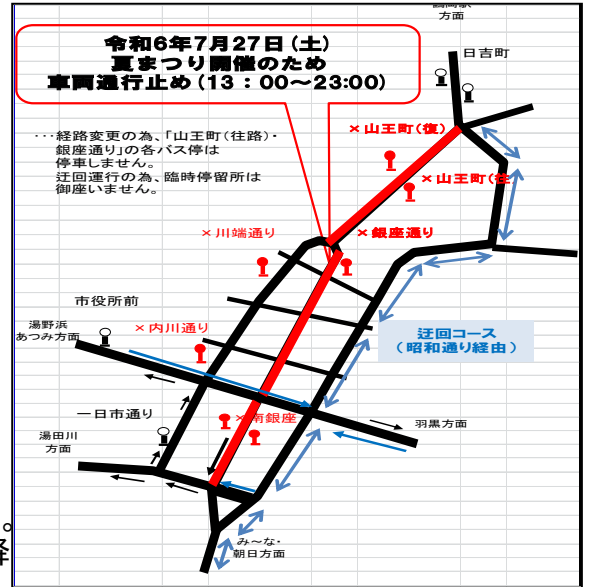 方面
令和6年7月27日(土)
夏まつり開催のため
車両通行止め(13：00～23:00)
日吉町
･･･経路変更の為、「山王町(往路)･
銀座通り」の各バス停は
停車しません。
迂回運行の為、臨時停留所は
御座いません。
×山王町(復)
×山王町(往
×川端通り
×銀座通り
市役所前
湯野浜
あつみ方面
×内川通り
迂回コース
（昭和通り経由）
一日市通り
×南銀座
羽黒方面
湯田川
方面
み～な･
朝日方面
。